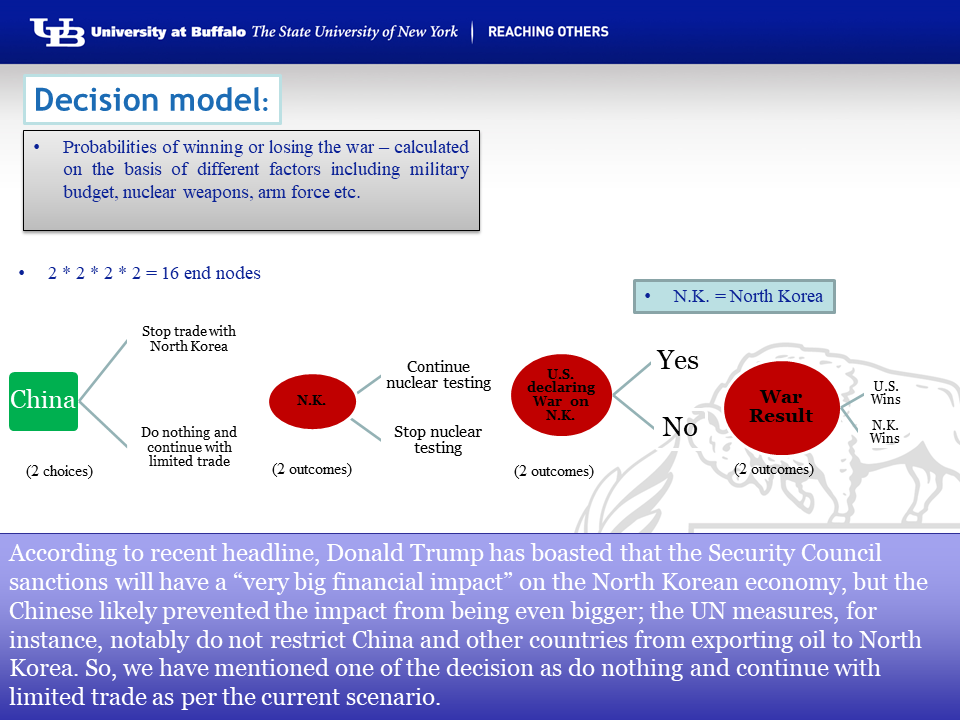 UB University at Buffalo The State University of New York | REACHING OTHERS
Decision model:
• Probabilities of winning or losing the war – calculated
on the basis of different factors including military
budget, nuclear weapons, arm force etc.
• 2 * 2 * 2 * 2 = 16 end nodes
• N.K. = North Korea
China
(2 choices)
Stop trade with
North Korea
Do nothing and
continue with
limited trade
N.K.
(2 outcomes)
Continue
nuclear testing
Stop nuclear
testing
U.S.
declaring
War on
N.K.
(2 outcomes)
Yes
No
War
Result
(2 outcomes)
U.S.
Wins
N.K.
Wins
According to recent headline, Donald Trump has boasted that the Security Council
sanctions will have a “very big financial impact” on the North Korean economy, but the
Chinese likely prevented the impact from being even bigger; the UN measures, for
instance, notably do not restrict China and other countries from exporting oil to North
Korea. So, we have mentioned one of the decision as do nothing and continue with
limited trade as per the current scenario.